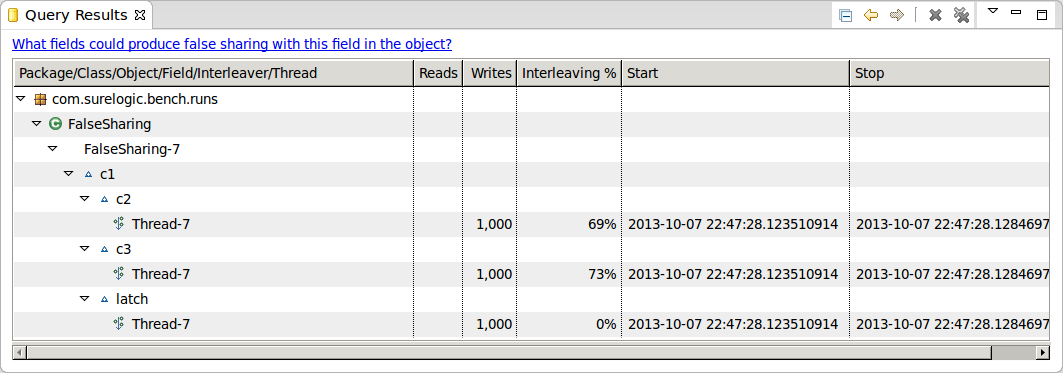 Query Results
What fields could produce false sharing with this field in the object?
Package/Class/Object/Field/Interleaver/Thread Reads Writes Interleaving % Start Stop
com.surelogic.bench.runs
FalseSharing
FalseSharing-7
c1
c2
Thread-7 1,000 69% 2013-10-07 22:47:28.123510914 2013-10-07 22:47:28.1284697
c3
Thread-7 1,000 73% 2013-10-07 22:47:28.123510914 2013-10-07 22:47:28.1284697
latch
Thread-7 1,000 0% 2013-10-07 22:47:28.123510914 2013-10-07 22:47:28.1284697